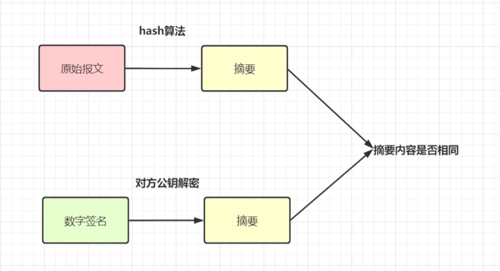 hash算法
原始报文
摘要
摘要内容是否相同
对方公钥解密
数字签名
摘要